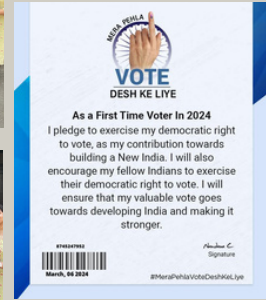 MERA PEHLA
VOTE
DESH KE LIYE
As a First Time Voter In 2024
I pledge to exercise my democratic right
to vote, as my contribution towards
building a New India. I will also
encourage my fellow Indians to exercise
their democratic right to vote. I will
ensure that my valuable vote goes
towards developing India and making it
stronger.
8745247952
March, 06 2024
Signature
#MeraPehlaVoteDeshKeLiye